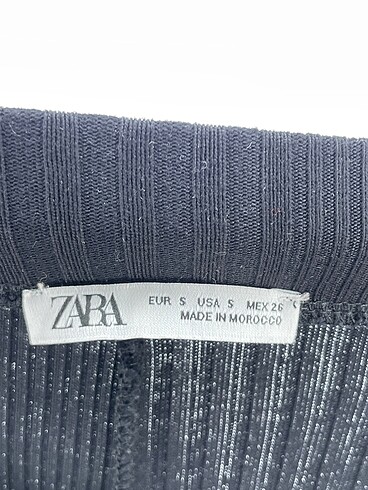 ZARA
EUR S USA S MEX 26
MADE IN MOROCCO